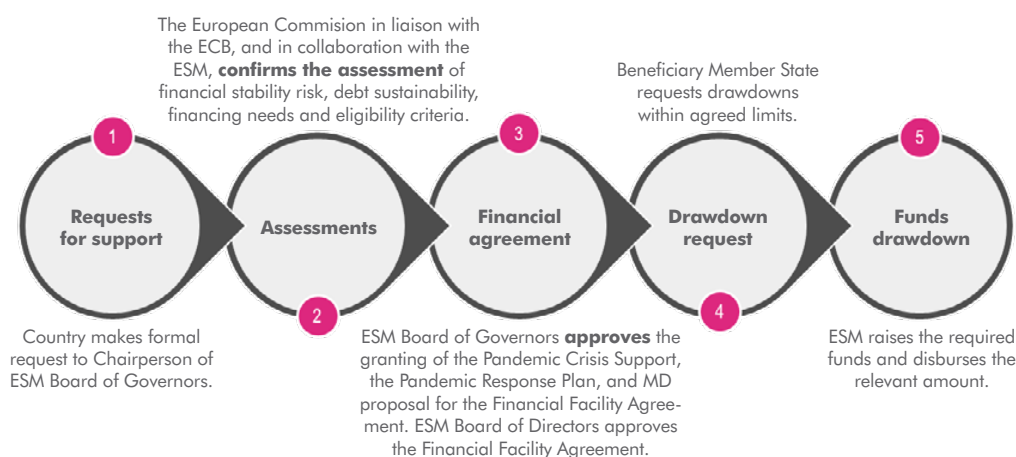 The European Commision in liaison with
the ECB, and in collaboration with the
ESM, confirms the assessment of
financial stability risk, debt sustainability,
financing needs and eligibility criteria.
Beneficiary Member State
requests drawdowns
within agreed limits.
1
3
5
Requests
for support
Assessments
Financial
agreement
Drawdown
request
Funds
drawdown
2
4
Country makes formal
request to Chairperson of
ESM Board of Governors.
ESM Board of Governors approves the
granting of the Pandemic Crisis Support,
the Pandemic Response Plan, and MD
proposal for the Financial Facility Agree-
ment. ESM Board of Directors approves
the Financial Facility Agreement.
ESM raises the required
funds and disburses the
relevant amount.